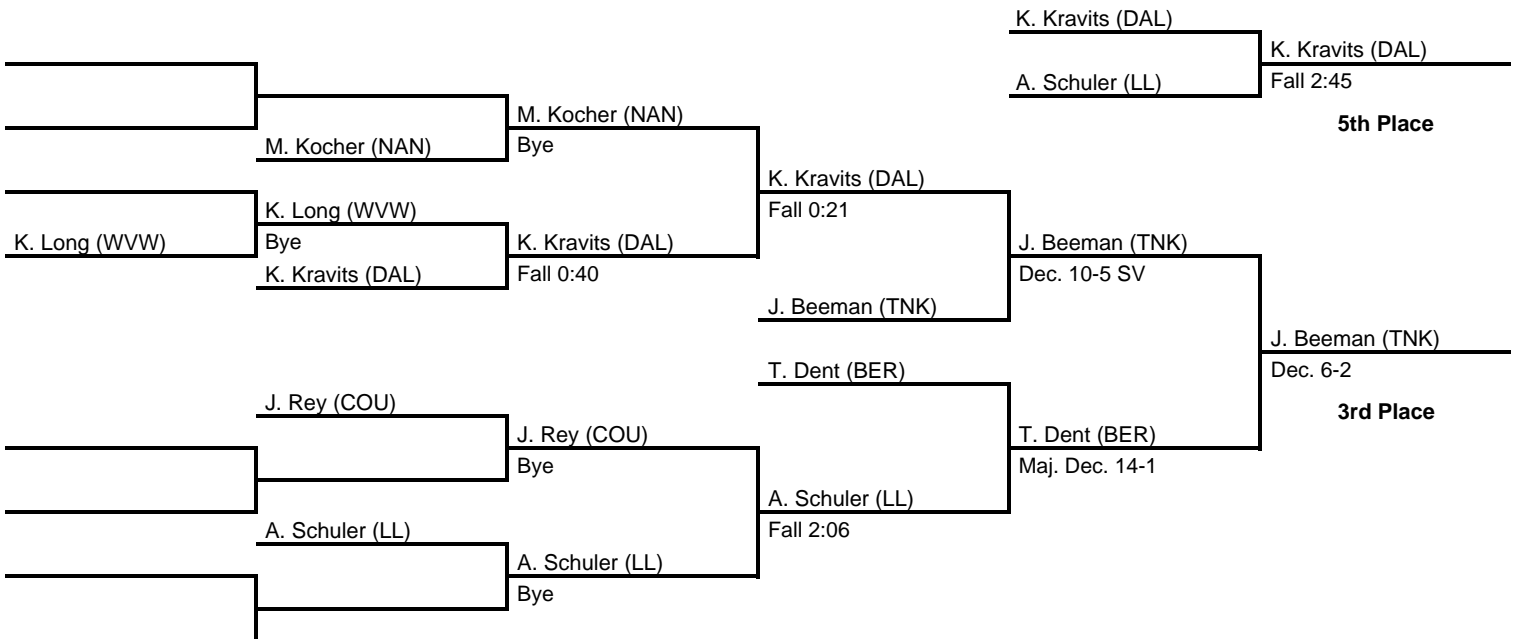 K. Kravits (DAL)
K. Kravits (DAL)
A. Schuler (LL)
Fall 2:45
5th Place
M. Kocher (NAN)
M. Kocher (NAN)
Bye
K. Kravits (DAL)
Fall 0:21
K. Long (WVW)
K. Long (WVW)
Bye
K. Kravits (DAL)
K. Kravits (DAL)
Fall 0:40
J. Beeman (TNK)
Dec. 10-5 SV
J. Beeman (TNK)
J. Beeman (TNK)
Dec. 6-2
3rd Place
T. Dent (BER)
J. Rey (COU)
J. Rey (COU)
Bye
T. Dent (BER)
Maj. Dec. 14-1
A. Schuler (LL)
Fall 2:06
A. Schuler (LL)
A. Schuler (LL)
Bye